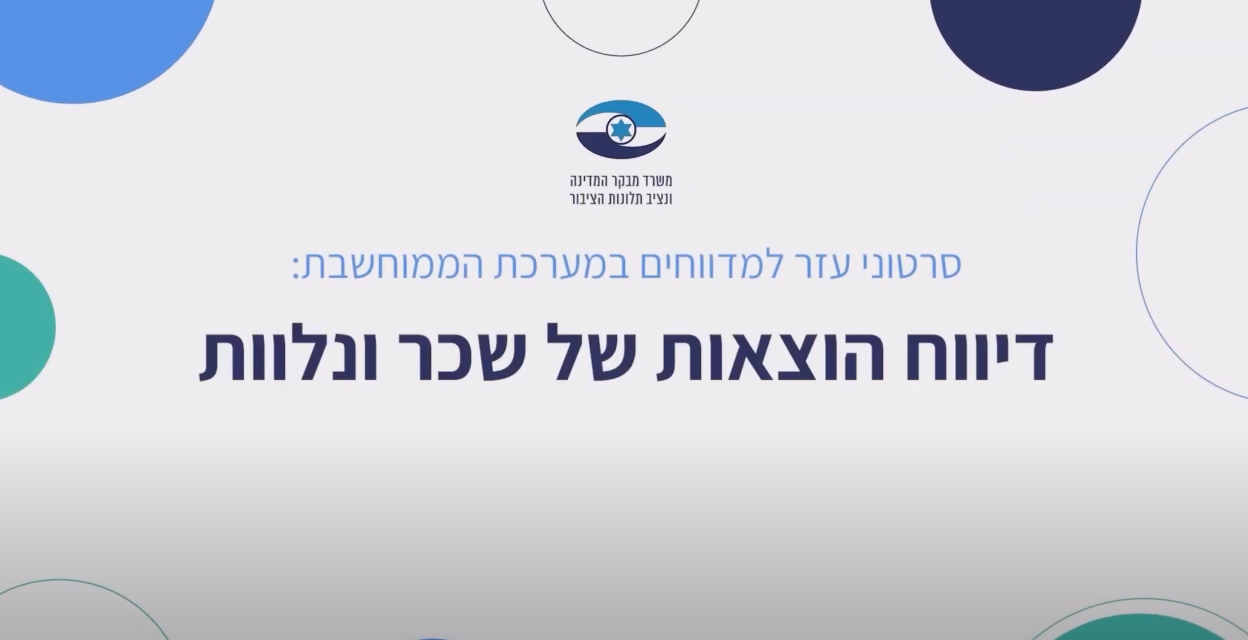 משרד מבקר המדינה
ונציב תלונות הציבור
סרטוני עזר למדווחים במערכת הממוחשבת:
דיווח הוצאות של שכר ונלוות